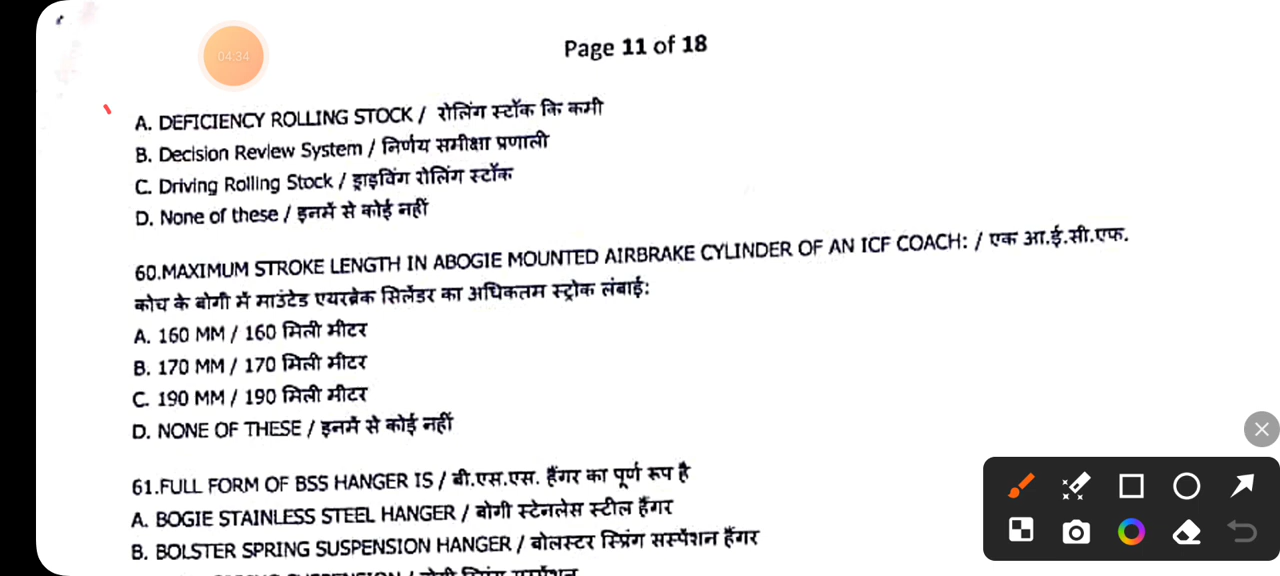 04:34
Page 11 of 18
A. DEFICIENCY ROLLING STOCK / रोलिंग स्टॉक कि कमी
B. Decision Review System / निर्णय समीक्षा प्रणाली
C. Driving Rolling Stock / ड्राइविंग रोलिंग स्टॉक
D. None of these / इनमें से कोई नहीं
60.MAXIMUM STROKE LENGTH IN ABOGIE MOUNTED AIRBRAKE CYLINDER OF AN ICF COACH: / एक आ.ई.सी.एफ.
कोच के बोगी में माउंटेड एयरब्रेक सिलेंडर का अधिकतम स्ट्रोक लंबाई:
A. 160 MM / 160 मिली मीटर
B. 170 MM / 170 मिली मीटर
C. 190 MM / 190 मिली मीटर
D. NONE OF THESE / इनमें से कोई नहीं
61.FULL FORM OF BSS HANGER IS / बी.एस.एस. हैंगर का पूर्ण रूप है
A. BOGIE STAINLESS STEEL HANGER / बोगी स्टेनलेस स्टील हैंगर
B. BOLSTER SPRING SUSPENSION HANGER / बोलस्टर स्प्रिंग सस्पेंशन हैंगर